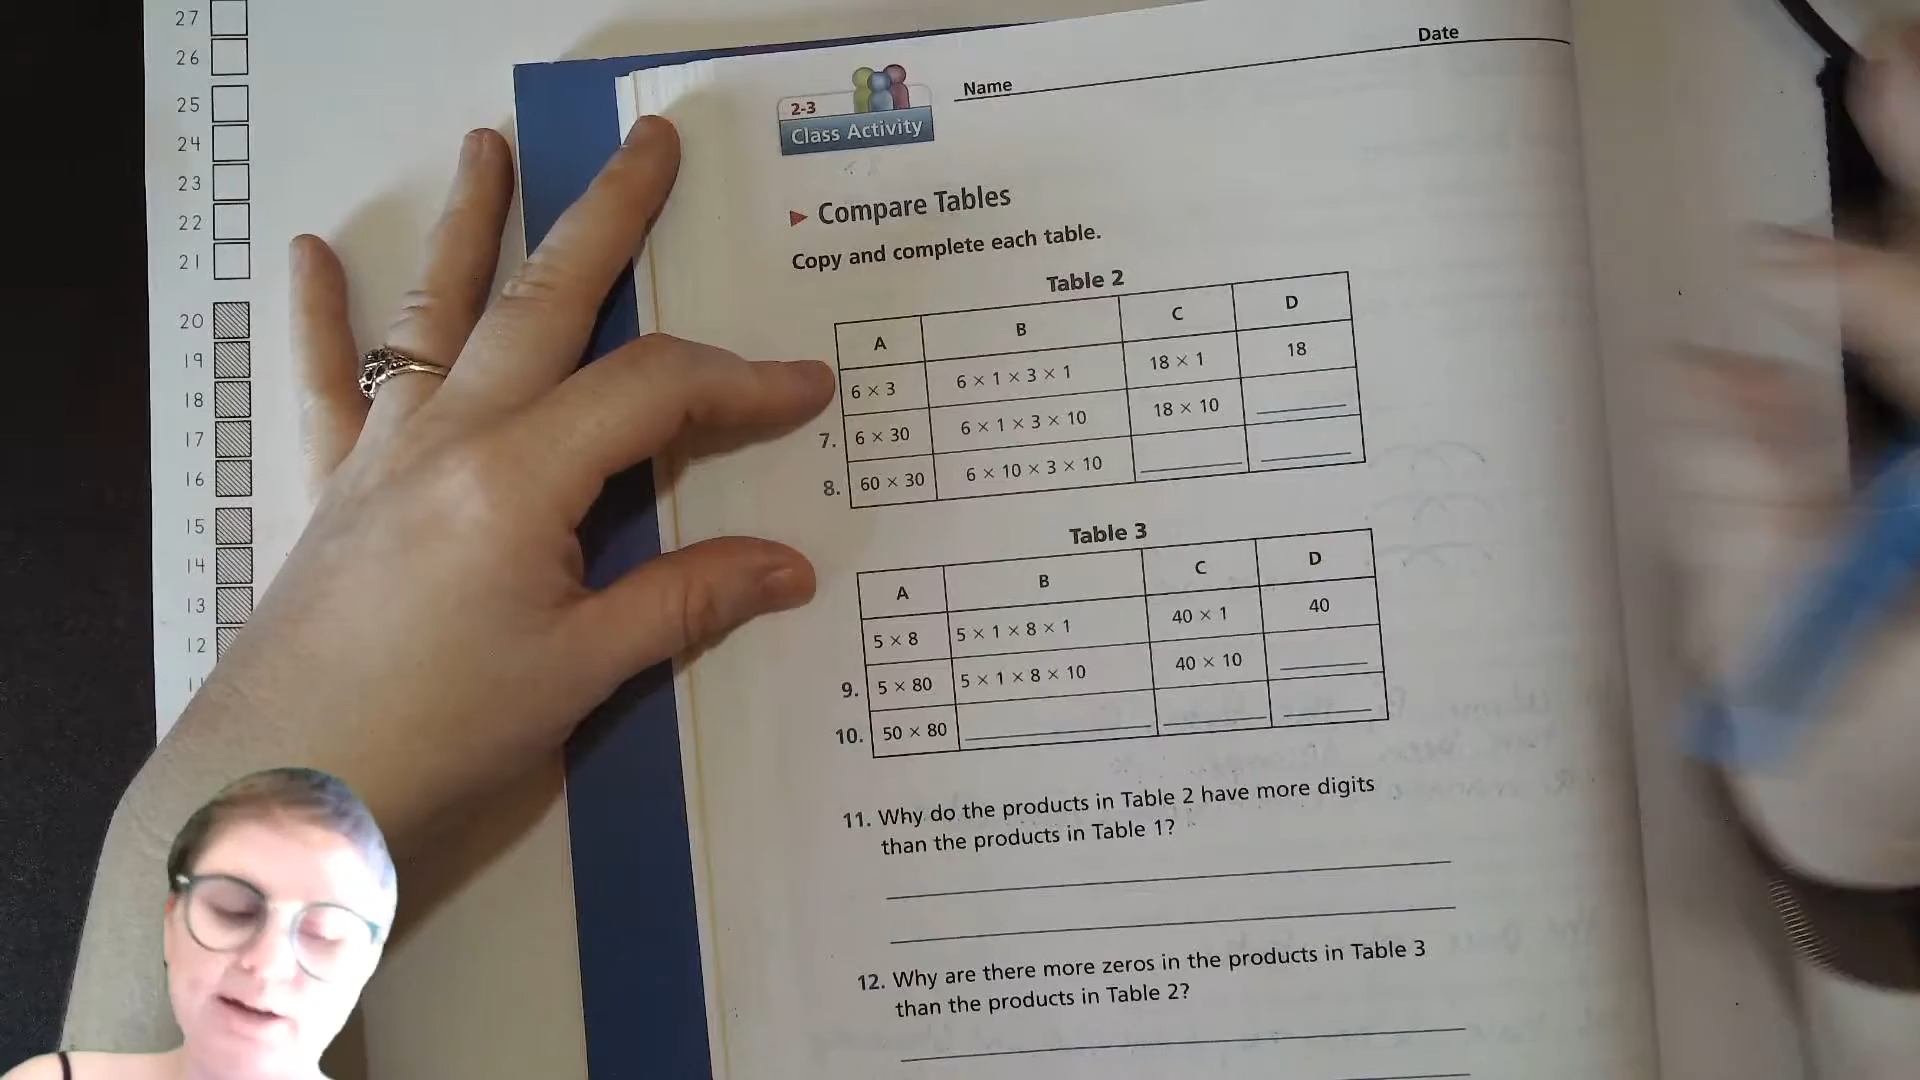 27
26
25
24
23
22
21
20
19
18
17
16
15
14
13
12
Date
Name
2-3
Class Activity
Compare Tables
Copy and complete each table.
Table 2
A B C D
6 × 3 6 × 1 × 3 × 1 18 × 1 18
7. 6 × 30 6 × 1 × 3 × 10 18 × 10
8. 60 × 30 6 × 10 × 3 × 10
Table 3
A B C D
5 × 8 5 × 1 × 8 × 1 40 × 1 40
9. 5 × 80 5 × 1 × 8 × 10 40 × 10
10. 50 × 80
11. Why do the products in Table 2 have more digits
than the products in Table 1?
12. Why are there more zeros in the products in Table 3
than the products in Table 2?